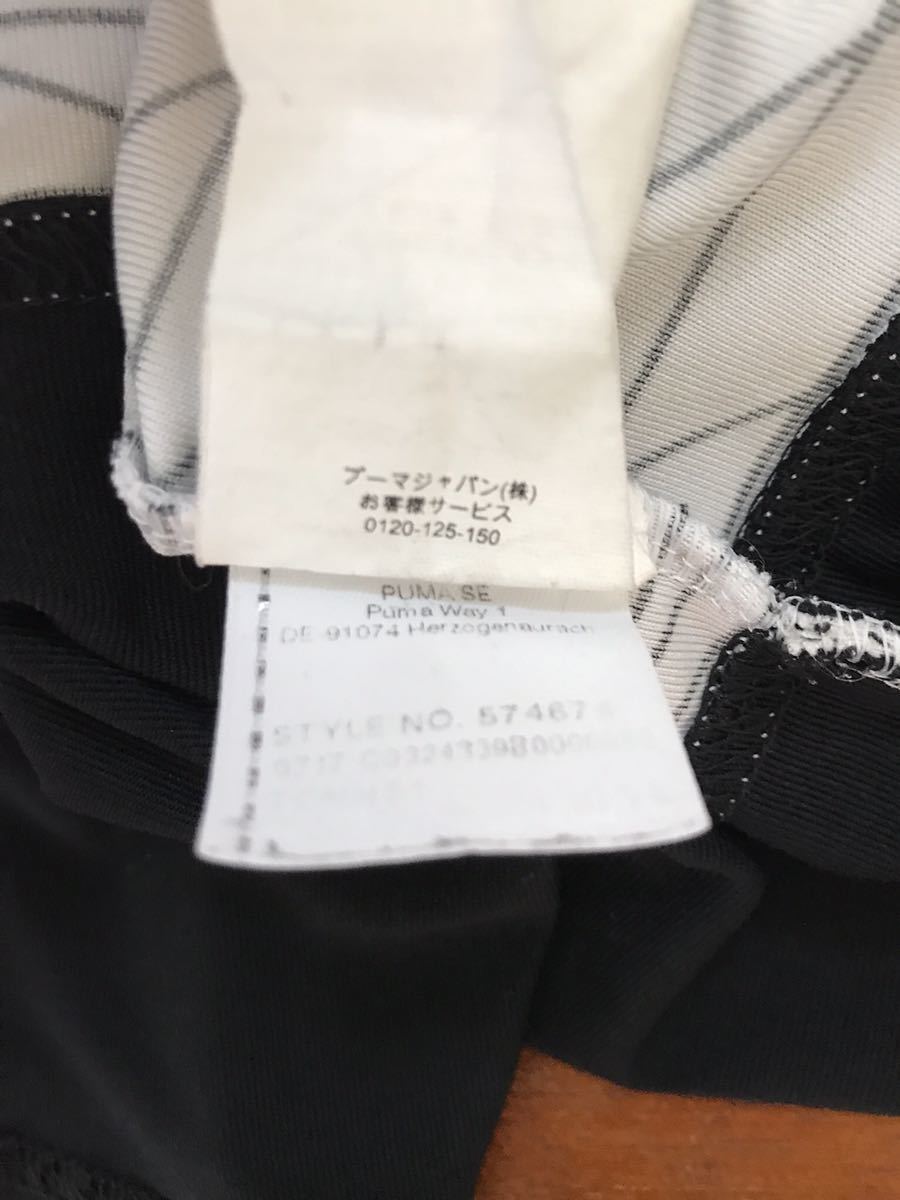 プーマジャパン(株)
お客様サービス
0120-125-150
PUMA SE
Puma Way 1
DE-91074 Herzogenaurach
STYLE NO. 574674